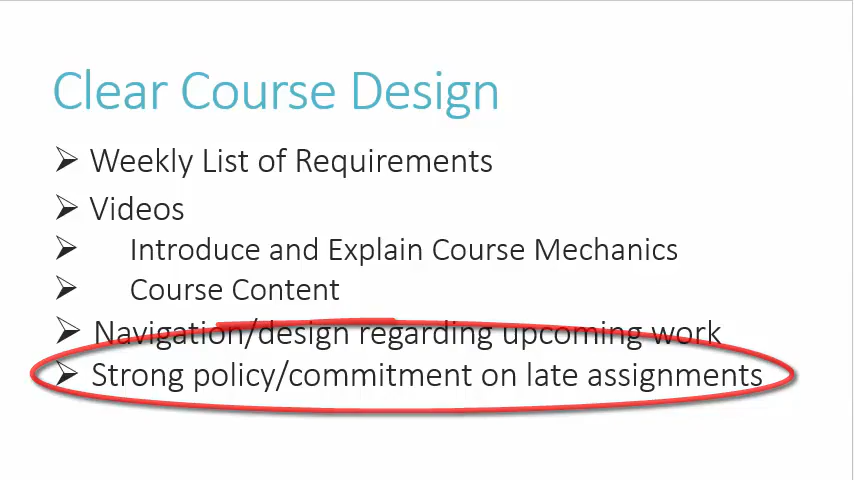 Clear Course Design
➢ Weekly List of Requirements
➢ Videos
➢ Introduce and Explain Course Mechanics
➢ Course Content
➢ Navigation/design regarding upcoming work
➢ Strong policy/commitment on late assignments